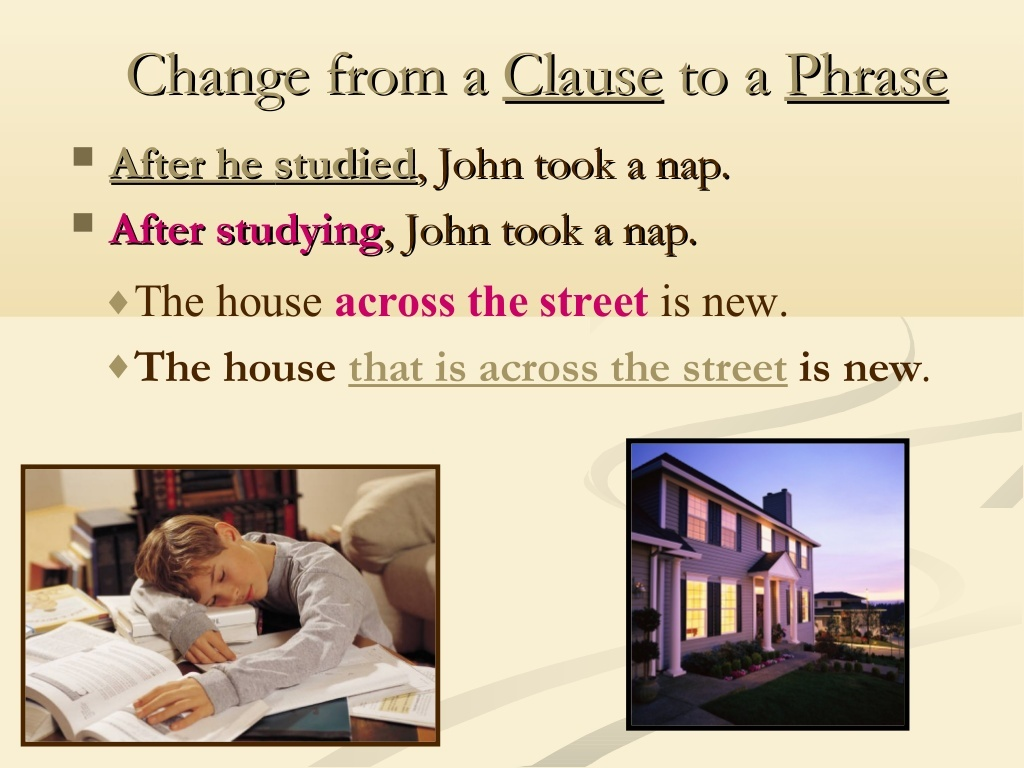 Change from a Clause to a Phrase
After he studied, John took a nap.
After studying, John took a nap.
The house across the street is new.
The house that is across the street is new.